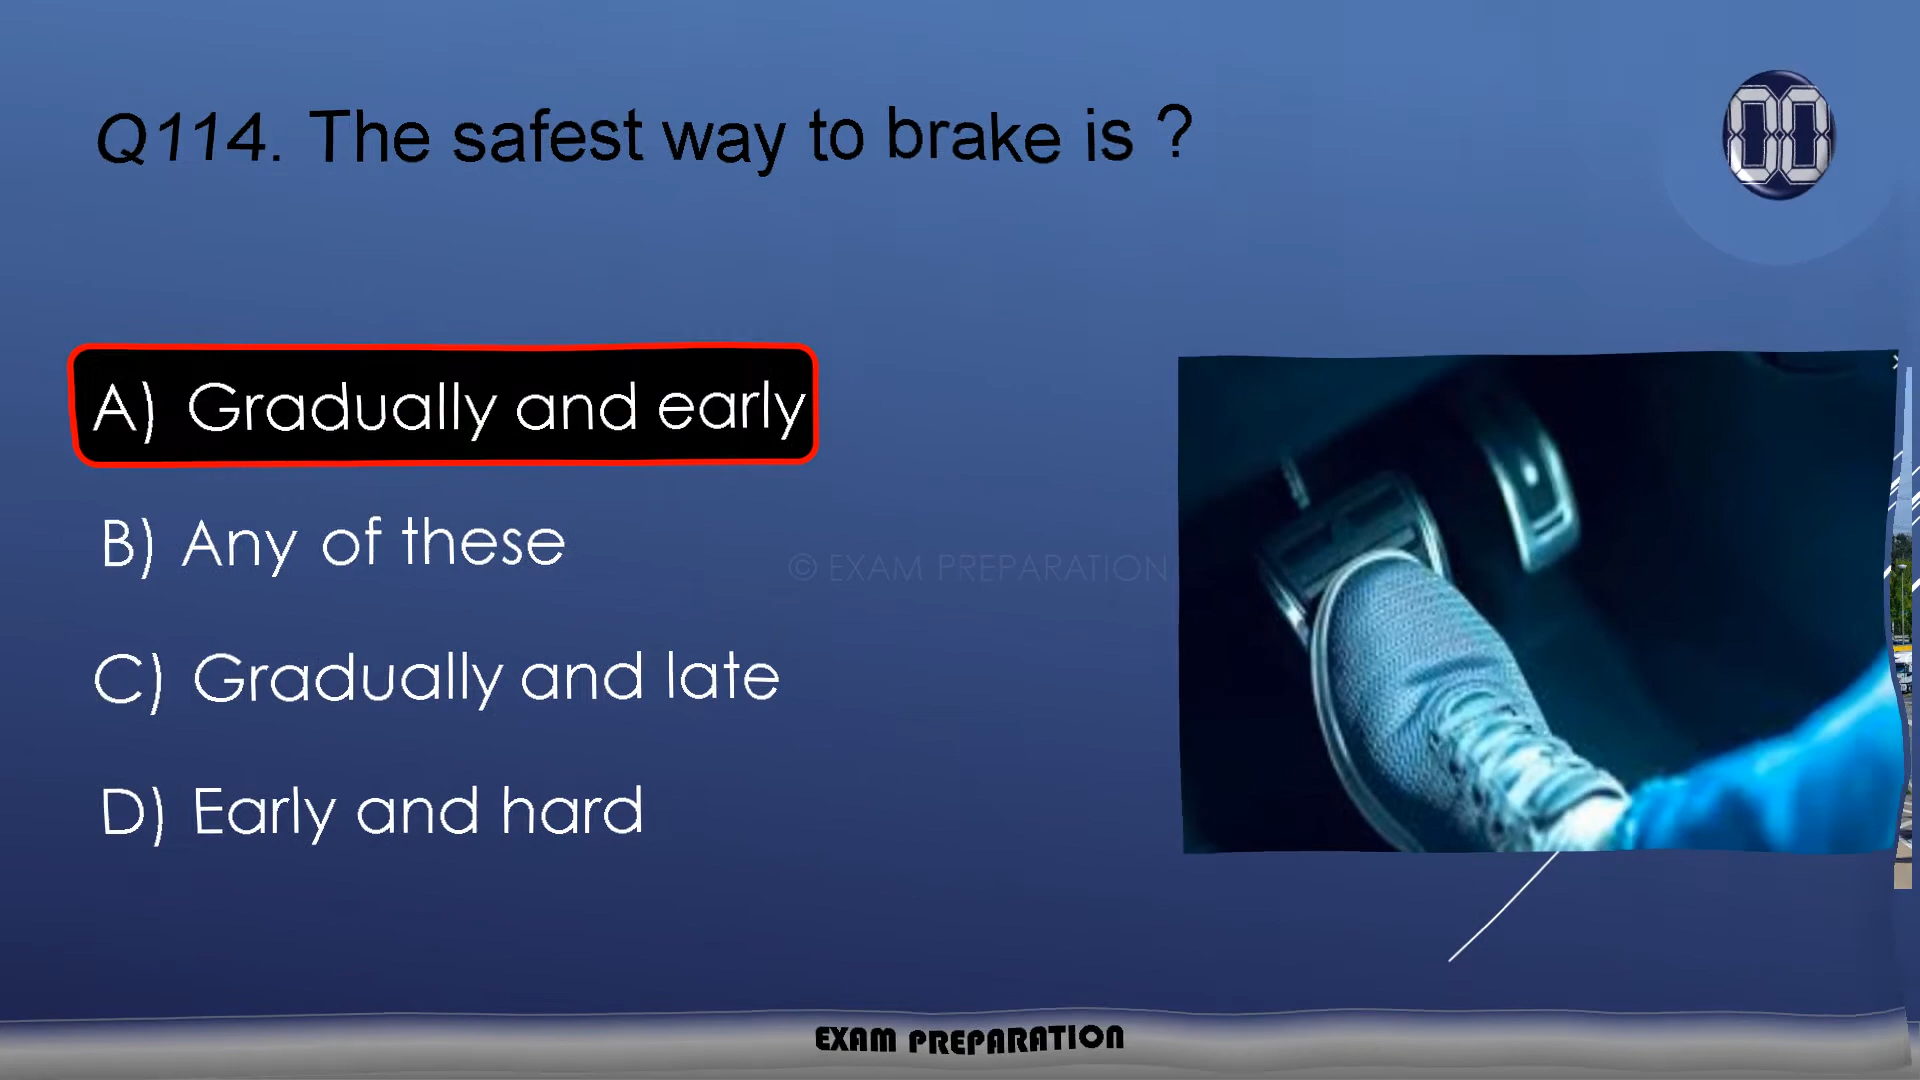 Q114. The safest way to brake is ?
00
A) Gradually and early
B) Any of these
© EXAM PREPARATION
C) Gradually and late
D) Early and hard
EXAM PREPARATION